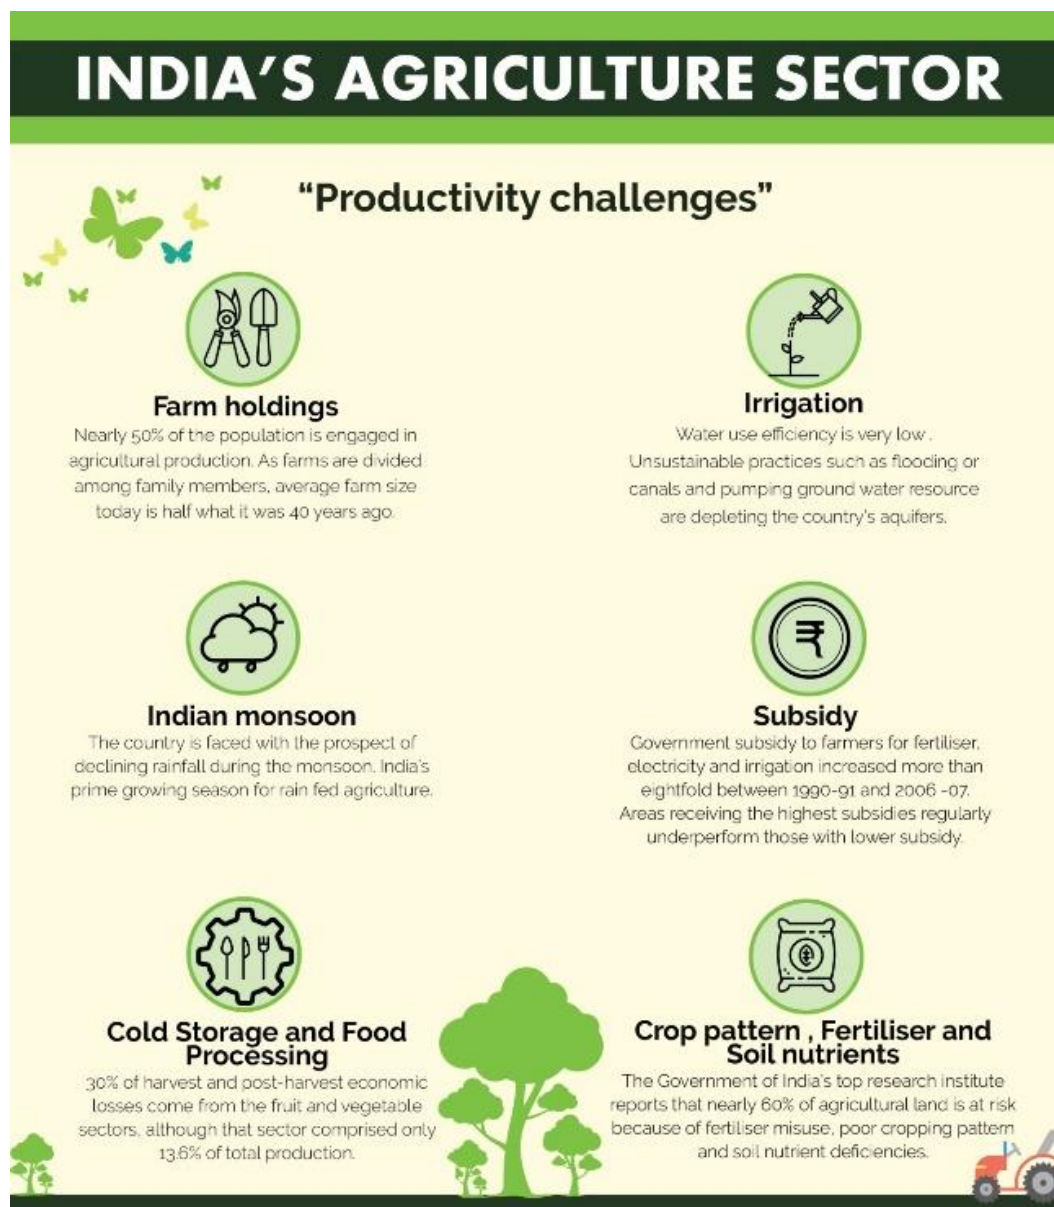 INDIA'S AGRICULTURE SECTOR
“Productivity challenges”
Farm holdings
Nearly 50% of the population is engaged in
agricultural production. As farms are divided
among family members, average farm size
today is half what it was 40 years ago.
Irrigation
Water use efficiency is very low .
Unsustainable practices such as flooding or
canals and pumping ground water resource
are depleting the country's aquifers.
Indian monsoon
The country is faced with the prospect of
declining rainfall during the monsoon. India's
prime growing season for rain fed agriculture.
₹
Subsidy
Government subsidy to farmers for fertiliser,
electricity and irrigation increased more than
eightfold between 1990-91 and 2006 -07.
Areas receiving the highest subsidies regularly
underperform those with lower subsidy.
Cold Storage and Food
Processing
30% of harvest and post-harvest economic
losses come from the fruit and vegetable
sectors, although that sector comprised only
13.6% of total production.
Crop pattern , Fertiliser and
Soil nutrients
The Government of India's top research institute
reports that nearly 60% of agricultural land is at risk
because of fertiliser misuse, poor cropping pattern
and soil nutrient deficiencies.